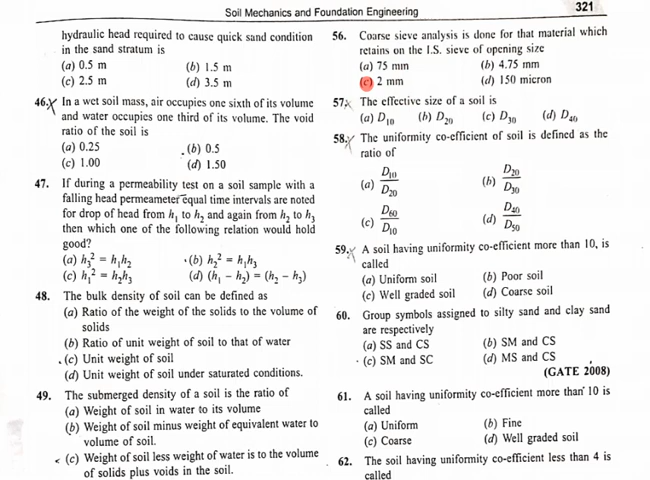 Soil Mechanics and Foundation Engineering
321
hydraulic head required to cause quick sand condition
in the sand stratum is
(a) 0.5 m (b) 1.5 m
(c) 2.5 m (d) 3.5 m
46. In a wet soil mass, air occupies one sixth of its volume
and water occupies one third of its volume. The void
ratio of the soil is
(a) 0.25 (b) 0.5
(c) 1.00 (d) 1.50
47. If during a permeability test on a soil sample with a
falling head permeameter equal time intervals are noted
for drop of head from h₁ to h₂ and again from h₂ to h₃
then which one of the following relation would hold
good?
(a) h₃² = h₁h₂ (b) h₂² = h₁h₃
(c) h₁² = h₂h₃ (d) (h₁ – h₂) = (h₂ – h₃)
48. The bulk density of soil can be defined as
(a) Ratio of the weight of the solids to the volume of
solids
(b) Ratio of unit weight of soil to that of water
(c) Unit weight of soil
(d) Unit weight of soil under saturated conditions.
49. The submerged density of a soil is the ratio of
(a) Weight of soil in water to its volume
(b) Weight of soil minus weight of equivalent water to
volume of soil.
(c) Weight of soil less weight of water is to the volume
of solids plus voids in the soil.
56. Coarse sieve analysis is done for that material which
retains on the I.S. sieve of opening size
(a) 75 mm (b) 4.75 mm
(c) 2 mm (d) 150 micron
57. The effective size of a soil is
(a) D₁₀ (b) D₂₀ (c) D₃₀ (d) D₄₀
58. The uniformity co-efficient of soil is defined as the
ratio of
(a) D₁₀/D₂₀ (b) D₂₀/D₃₀
(c) D₆₀/D₁₀ (d) D₄₀/D₅₀
59. A soil having uniformity co-efficient more than 10, is
called
(a) Uniform soil (b) Poor soil
(c) Well graded soil (d) Coarse soil
60. Group symbols assigned to silty sand and clay sand
are respectively
(a) SS and CS (b) SM and CS
(c) SM and SC (d) MS and CS
(GATE 2008)
61. A soil having uniformity co-efficient more than 10 is
called
(a) Uniform (b) Fine
(c) Coarse (d) Well graded soil
62. The soil having uniformity co-efficient less than 4 is
called